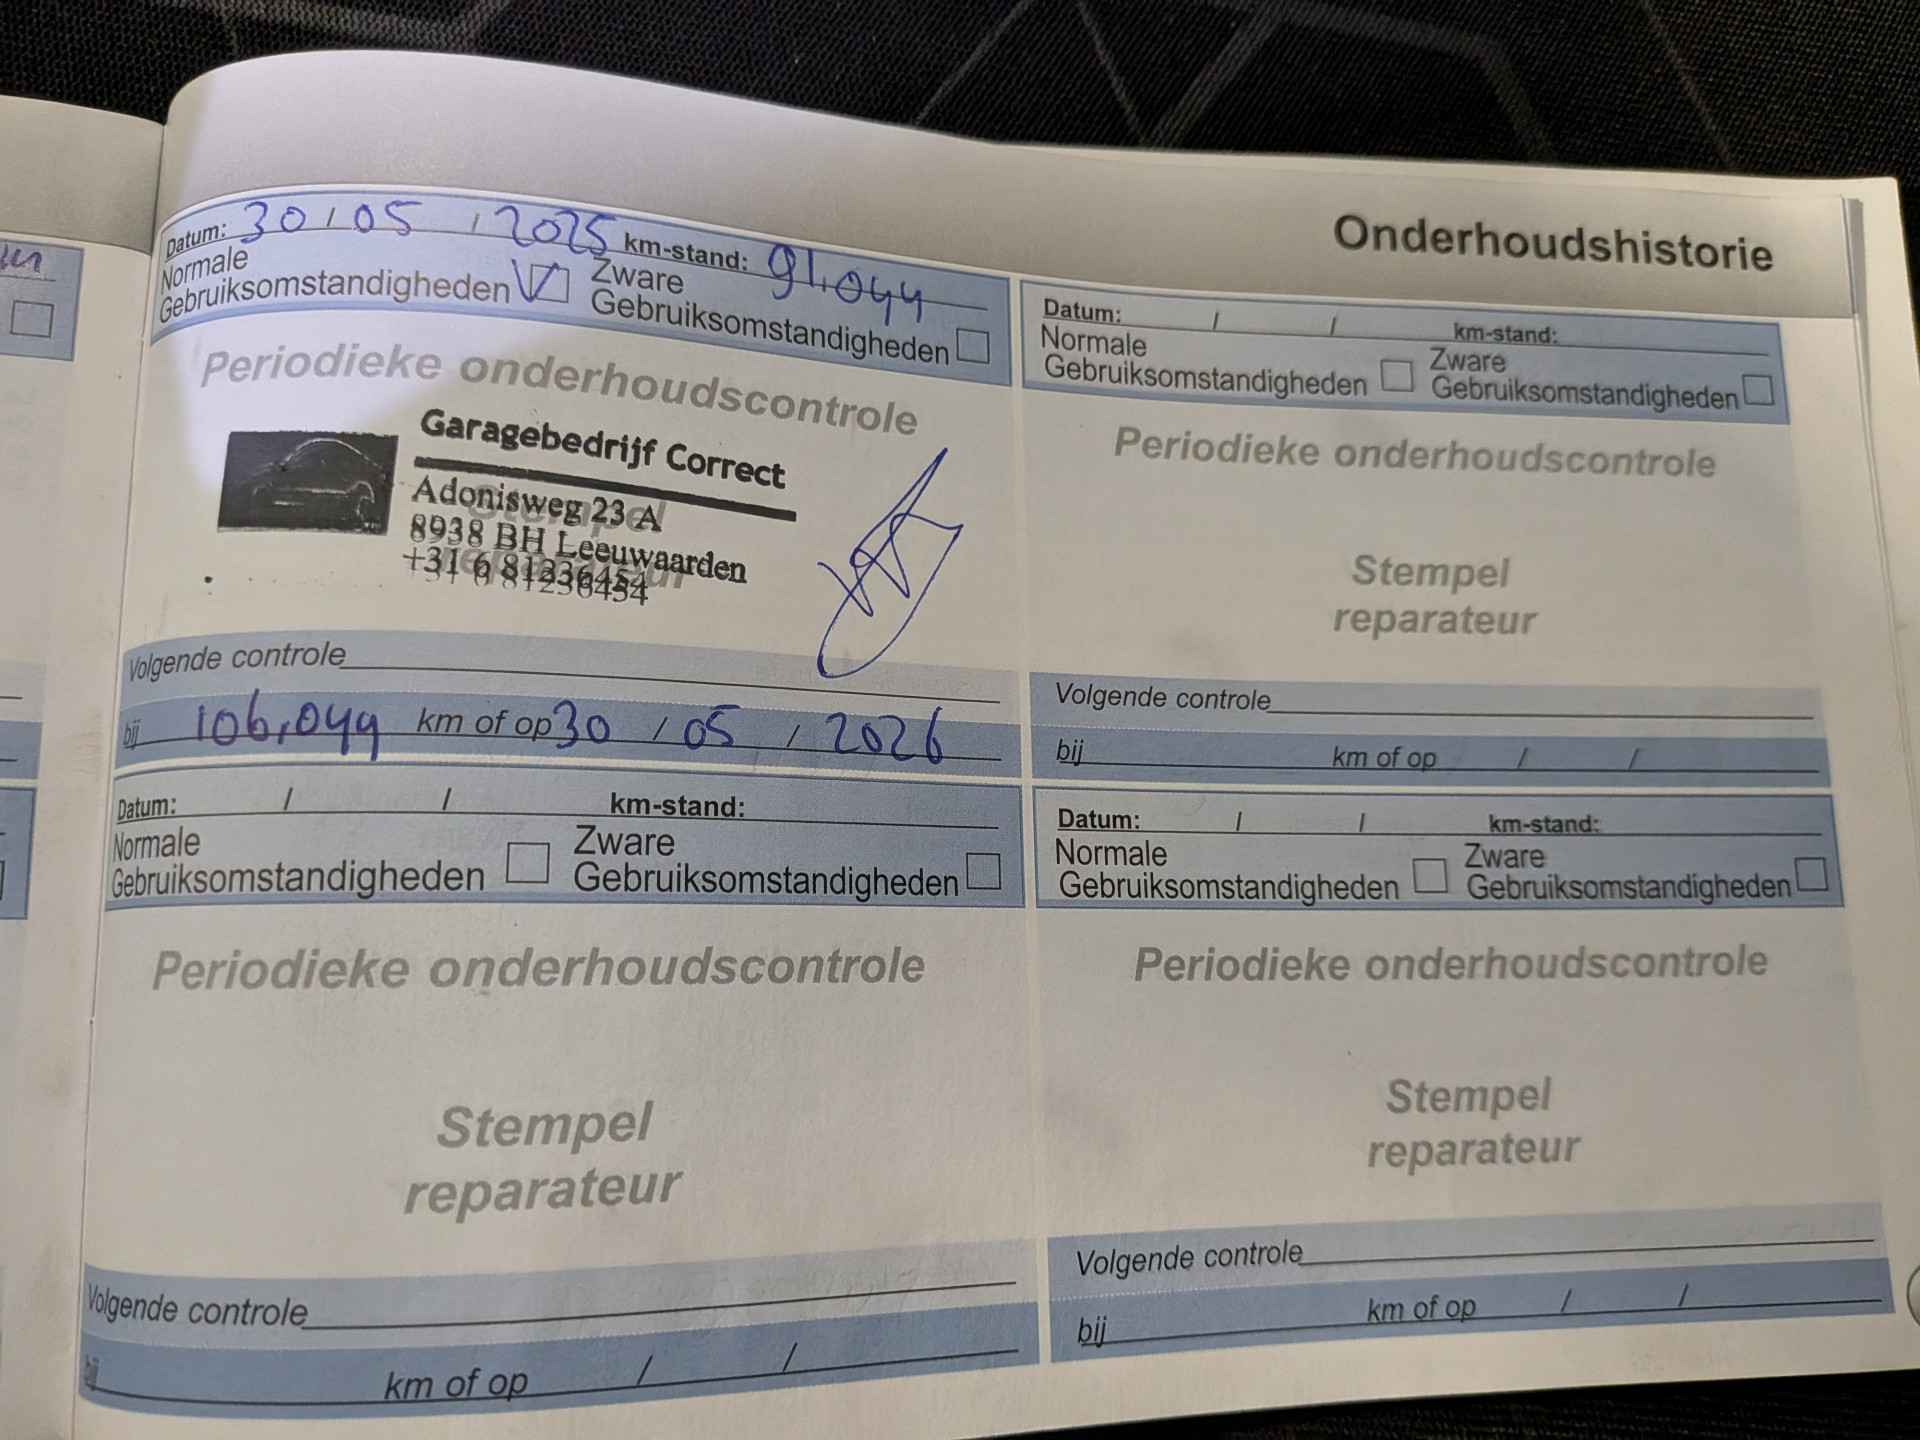 Onderhoudshistorie
Datum: 30 / 05 / 2025 km-stand: 91.044
Normale
Gebruiksomstandigheden
Zware
Gebruiksomstandigheden
Periodieke onderhoudscontrole
Garagebedrijf Correct
Adonisweg 23 A
8938 BH Leeuwaarden
+31 6 81236454
Stempel
reparateur
Volgende controle
bij 106,044 km of op 30 / 05 / 2026
Datum: / / km-stand:
Normale
Gebruiksomstandigheden
Zware
Gebruiksomstandigheden
Periodieke onderhoudscontrole
Stempel
reparateur
Volgende controle
bij km of op / /
Datum: / / km-stand:
Normale
Gebruiksomstandigheden
Zware
Gebruiksomstandigheden
Periodieke onderhoudscontrole
Stempel
reparateur
Volgende controle
bij km of op / /
Datum: / / km-stand:
Normale
Gebruiksomstandigheden
Zware
Gebruiksomstandigheden
Periodieke onderhoudscontrole
Stempel
reparateur
Volgende controle
bij km of op / /